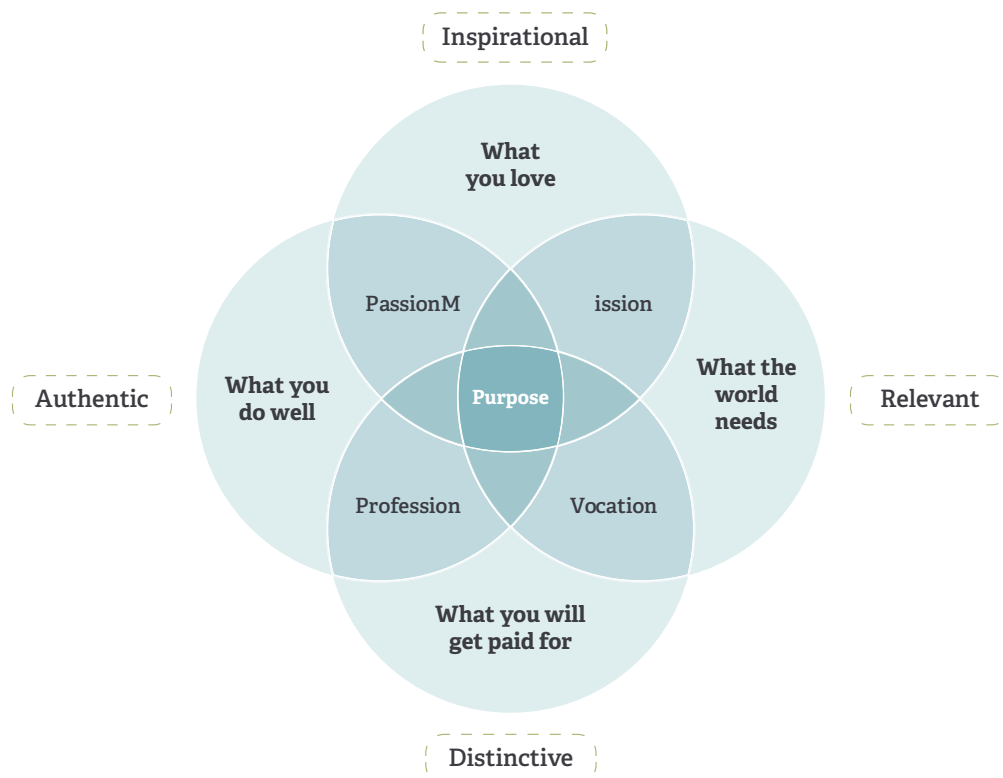 Inspirational
What
you love
PassionM
ission
What you
do well
Purpose
What the
world
needs
Authentic
Relevant
Profession
Vocation
What you will
get paid for
Distinctive